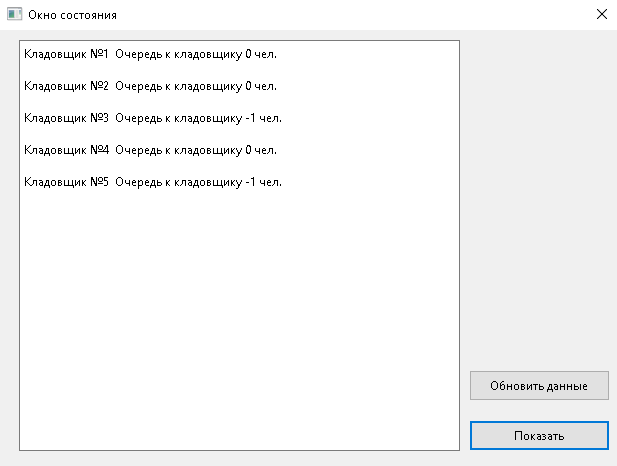 Окно состояния
Кладовщик №1 Очередь к кладовщику 0 чел.
Кладовщик №2 Очередь к кладовщику 0 чел.
Кладовщик №3 Очередь к кладовщику -1 чел.
Кладовщик №4 Очередь к кладовщику 0 чел.
Кладовщик №5 Очередь к кладовщику -1 чел.
Обновить данные
Показать